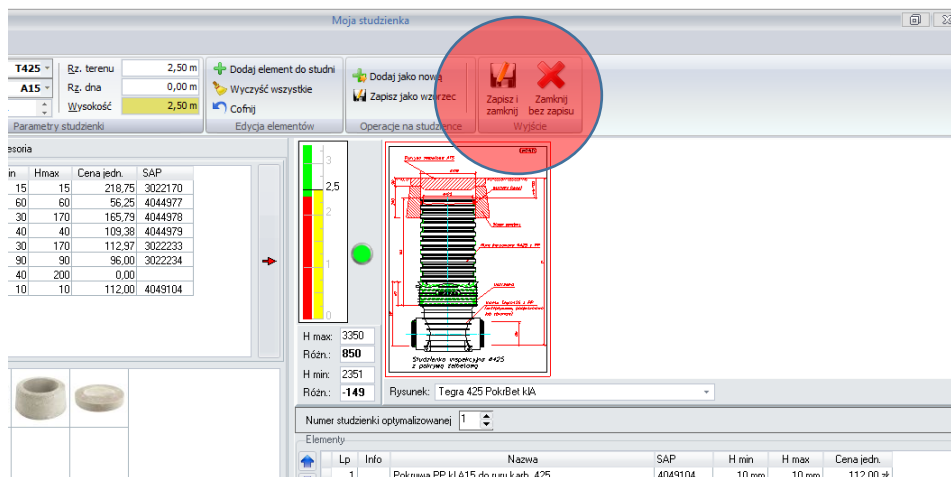 Moja studzienka
T425 Rz. terenu 2,50 m Dodaj element do studni
A15 Rz. dna 0,00 m Wyczyść wszystkie
Wysokość 2,50 m Cofnij
Dodaj jako nową
Zapisz jako wzorzec
Zapisz i zamknij
Zamknij bez zapisu
Parametry studzienki Edycja elementów Operacje na studzience Wyjście
esoria
in Hmax Cena jedn. SAP
15 15 218,75 3022170
60 60 56,25 4044977
30 170 165,79 4044978
40 40 109,38 4044979
30 170 112,97 3022233
90 90 96,00 3022234
40 200 0,00
10 10 112,00 4049104
3
2,5
2
1
0
H max: 3350
Różn.: 850
H min: 2351
Różn.: -149
Studzienka inspekcyjna
z pokrywą żelbetową
Rysunek: Tegra 425 PokrBet klA
Numer studzienki optymalizowanej 1
Elementy
Lp Info Nazwa SAP H min H max Cena jedn.
1 Pokrywa PP kl.A15 do rury karb. 425 4049104 10 mm 10 mm 112,00 zł